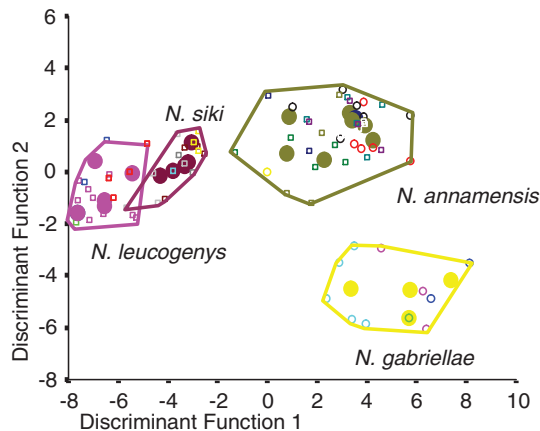 6
4
2
0
-2
-4
-6
-8
Discriminant Function 2
N. siki
N. leucogenys
N. annamensis
N. gabriellae
-8 -6 -4 -2 0 2 4 6 8 10
Discriminant Function 1